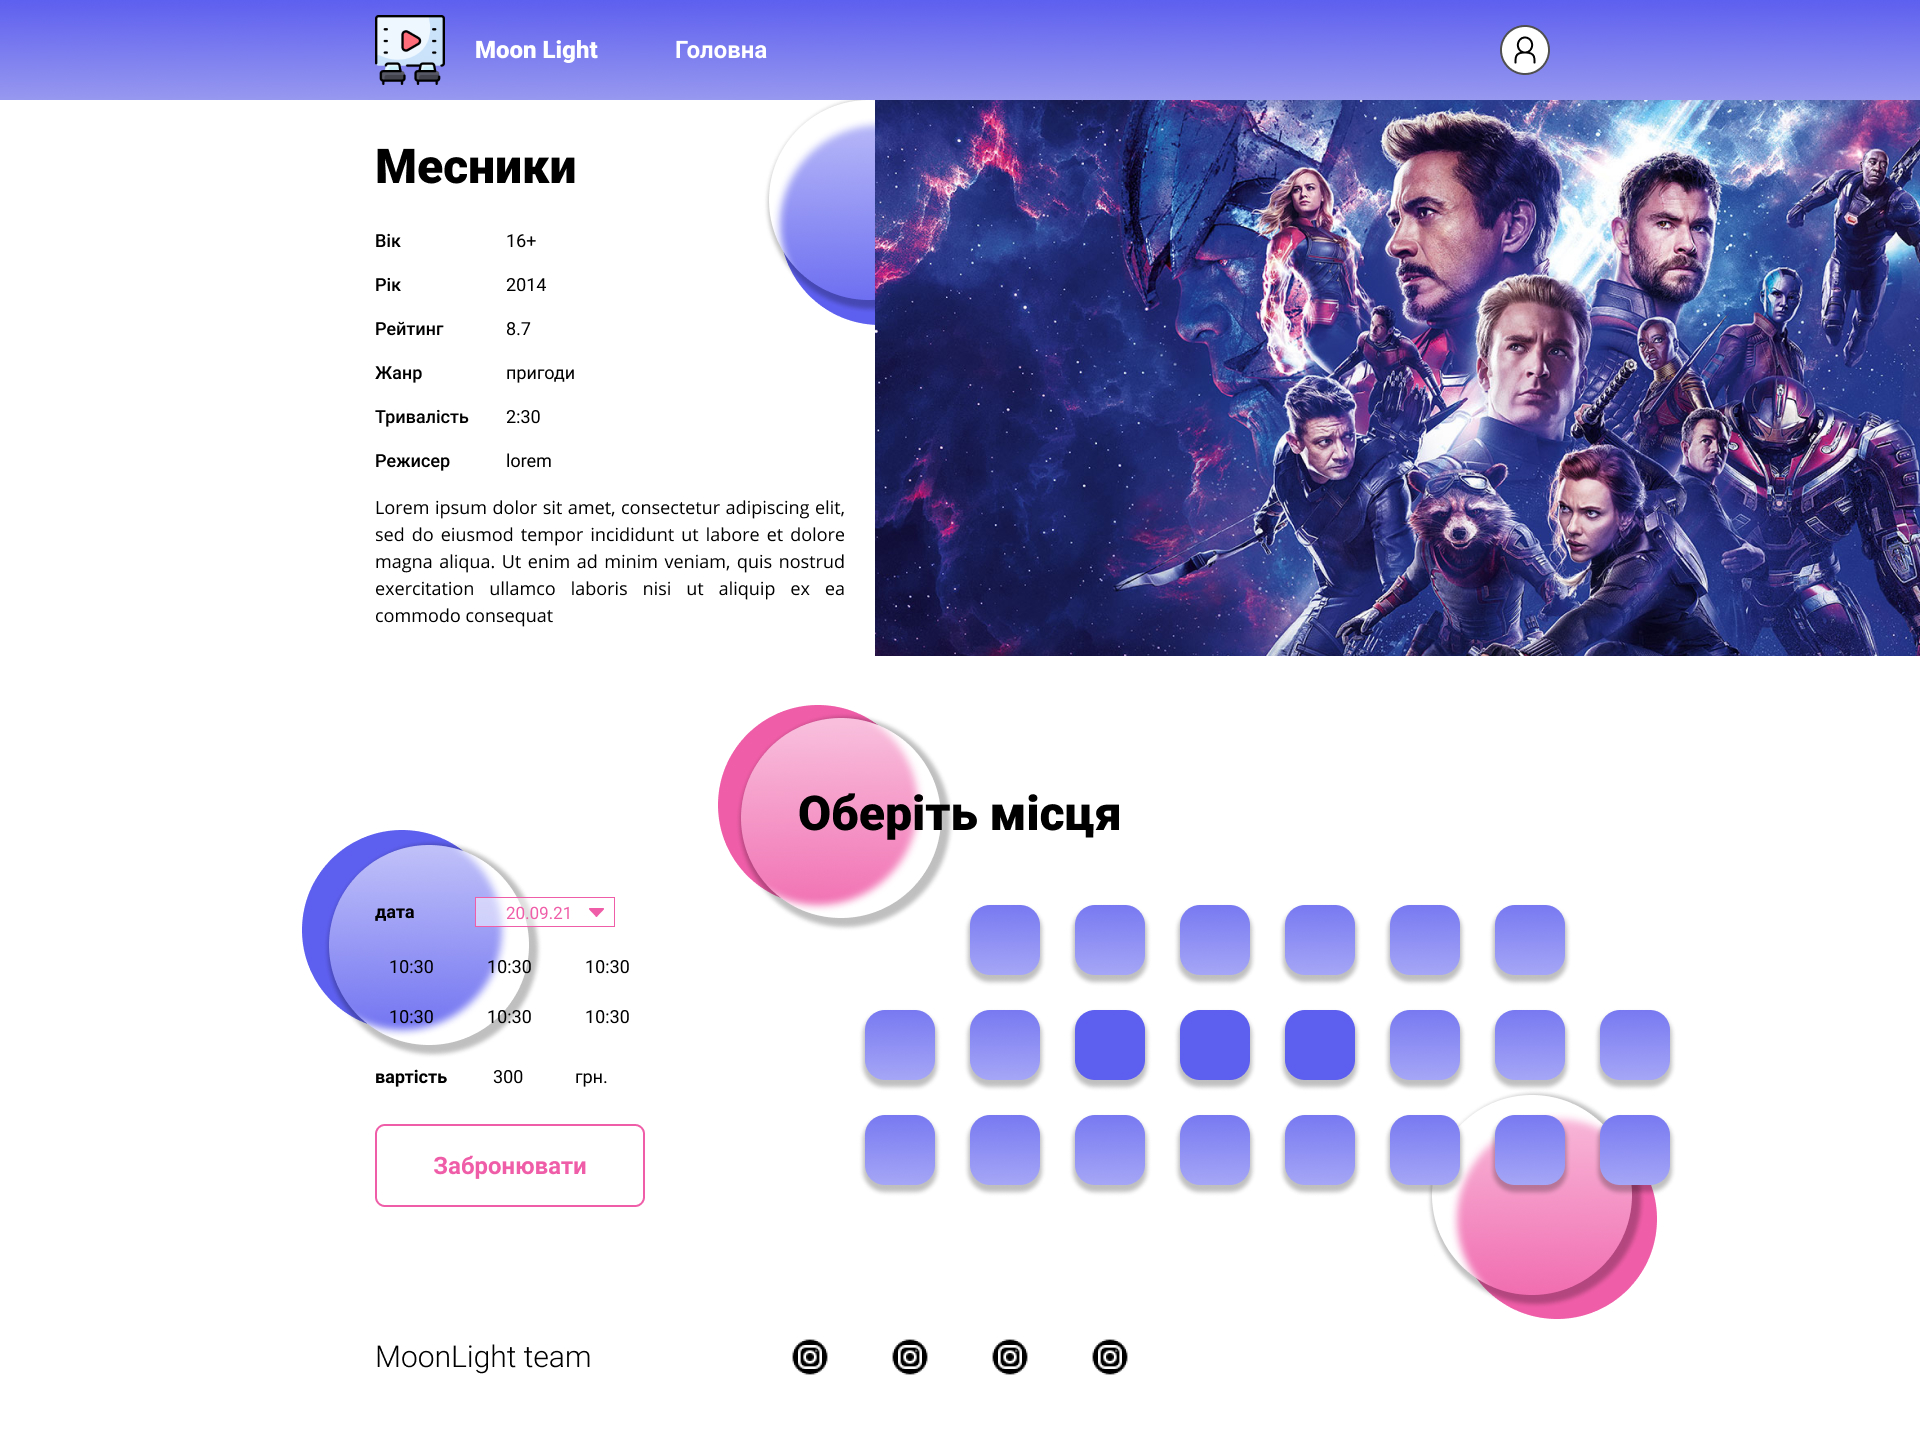 Moon Light Головна
Месники
Вік 16+
Рік 2014
Рейтинг 8.7
Жанр пригоди
Тривалість 2:30
Режисер lorem
Lorem ipsum dolor sit amet, consectetur adipiscing elit,
sed do eiusmod tempor incididunt ut labore et dolore
magna aliqua. Ut enim ad minim veniam, quis nostrud
exercitation ullamco laboris nisi ut aliquip ex ea
commodo consequat
Оберіть місця
дата 20.09.21
10:30 10:30 10:30
10:30 10:30 10:30
вартість 300 грн.
Забронювати
MoonLight team